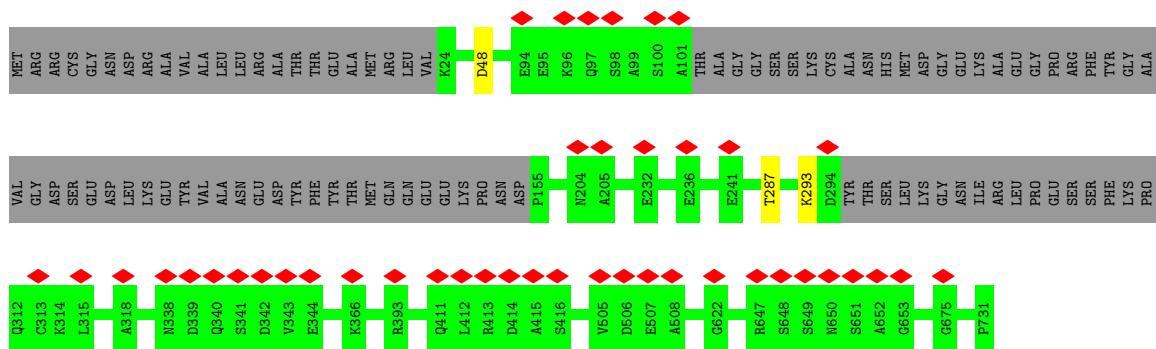 MET ARG ARG CYS GLY ASN ASP ARG ALA VAL ALA LEU LEU ARG ALA THR THR GLU ALA MET ARG LEU VAL K24 D48 E94 E95 K96 Q97 S98 A99 S100 A101 THR ALA GLY GLY SER SER LYS CYS ALA ASN HIS MET ASP GLY GLU LYS ALA GLU GLY PRO ARG PHE TYR GLY ALA
VAL GLY ASP SER GLU ASP LEU LYS GLU TYR VAL ALA ASN GLU ASP TYR PHE TYR THR MET GLN GLN GLU GLU LYS PRO ASN ASP P155 N204 A205 E232 E236 E241 T287 K293 D294 TYR THR SER LEU LYS GLY ASN ILE ARG LEU PRO GLU SER SER PHE LYS PRO
Q312 C313 K314 L315 A318 N338 D339 Q340 S341 D342 V343 E344 K366 R393 Q411 L412 R413 D414 A415 S416 V505 D506 E507 A508 G622 R647 S648 S649 N650 S651 A652 G653 G675 P731